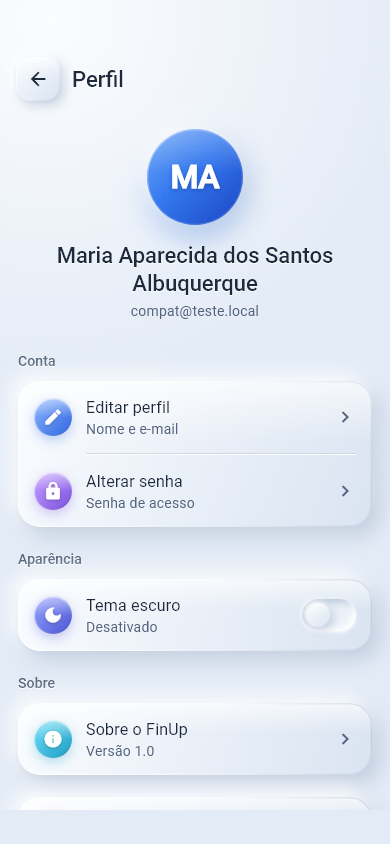 Perfil
MA
Maria Aparecida dos Santos
Albuquerque
compat@teste.local
Conta
Editar perfil
Nome e e-mail
Alterar senha
Senha de acesso
Aparência
Tema escuro
Desativado
Sobre
Sobre o FinUp
Versão 1.0